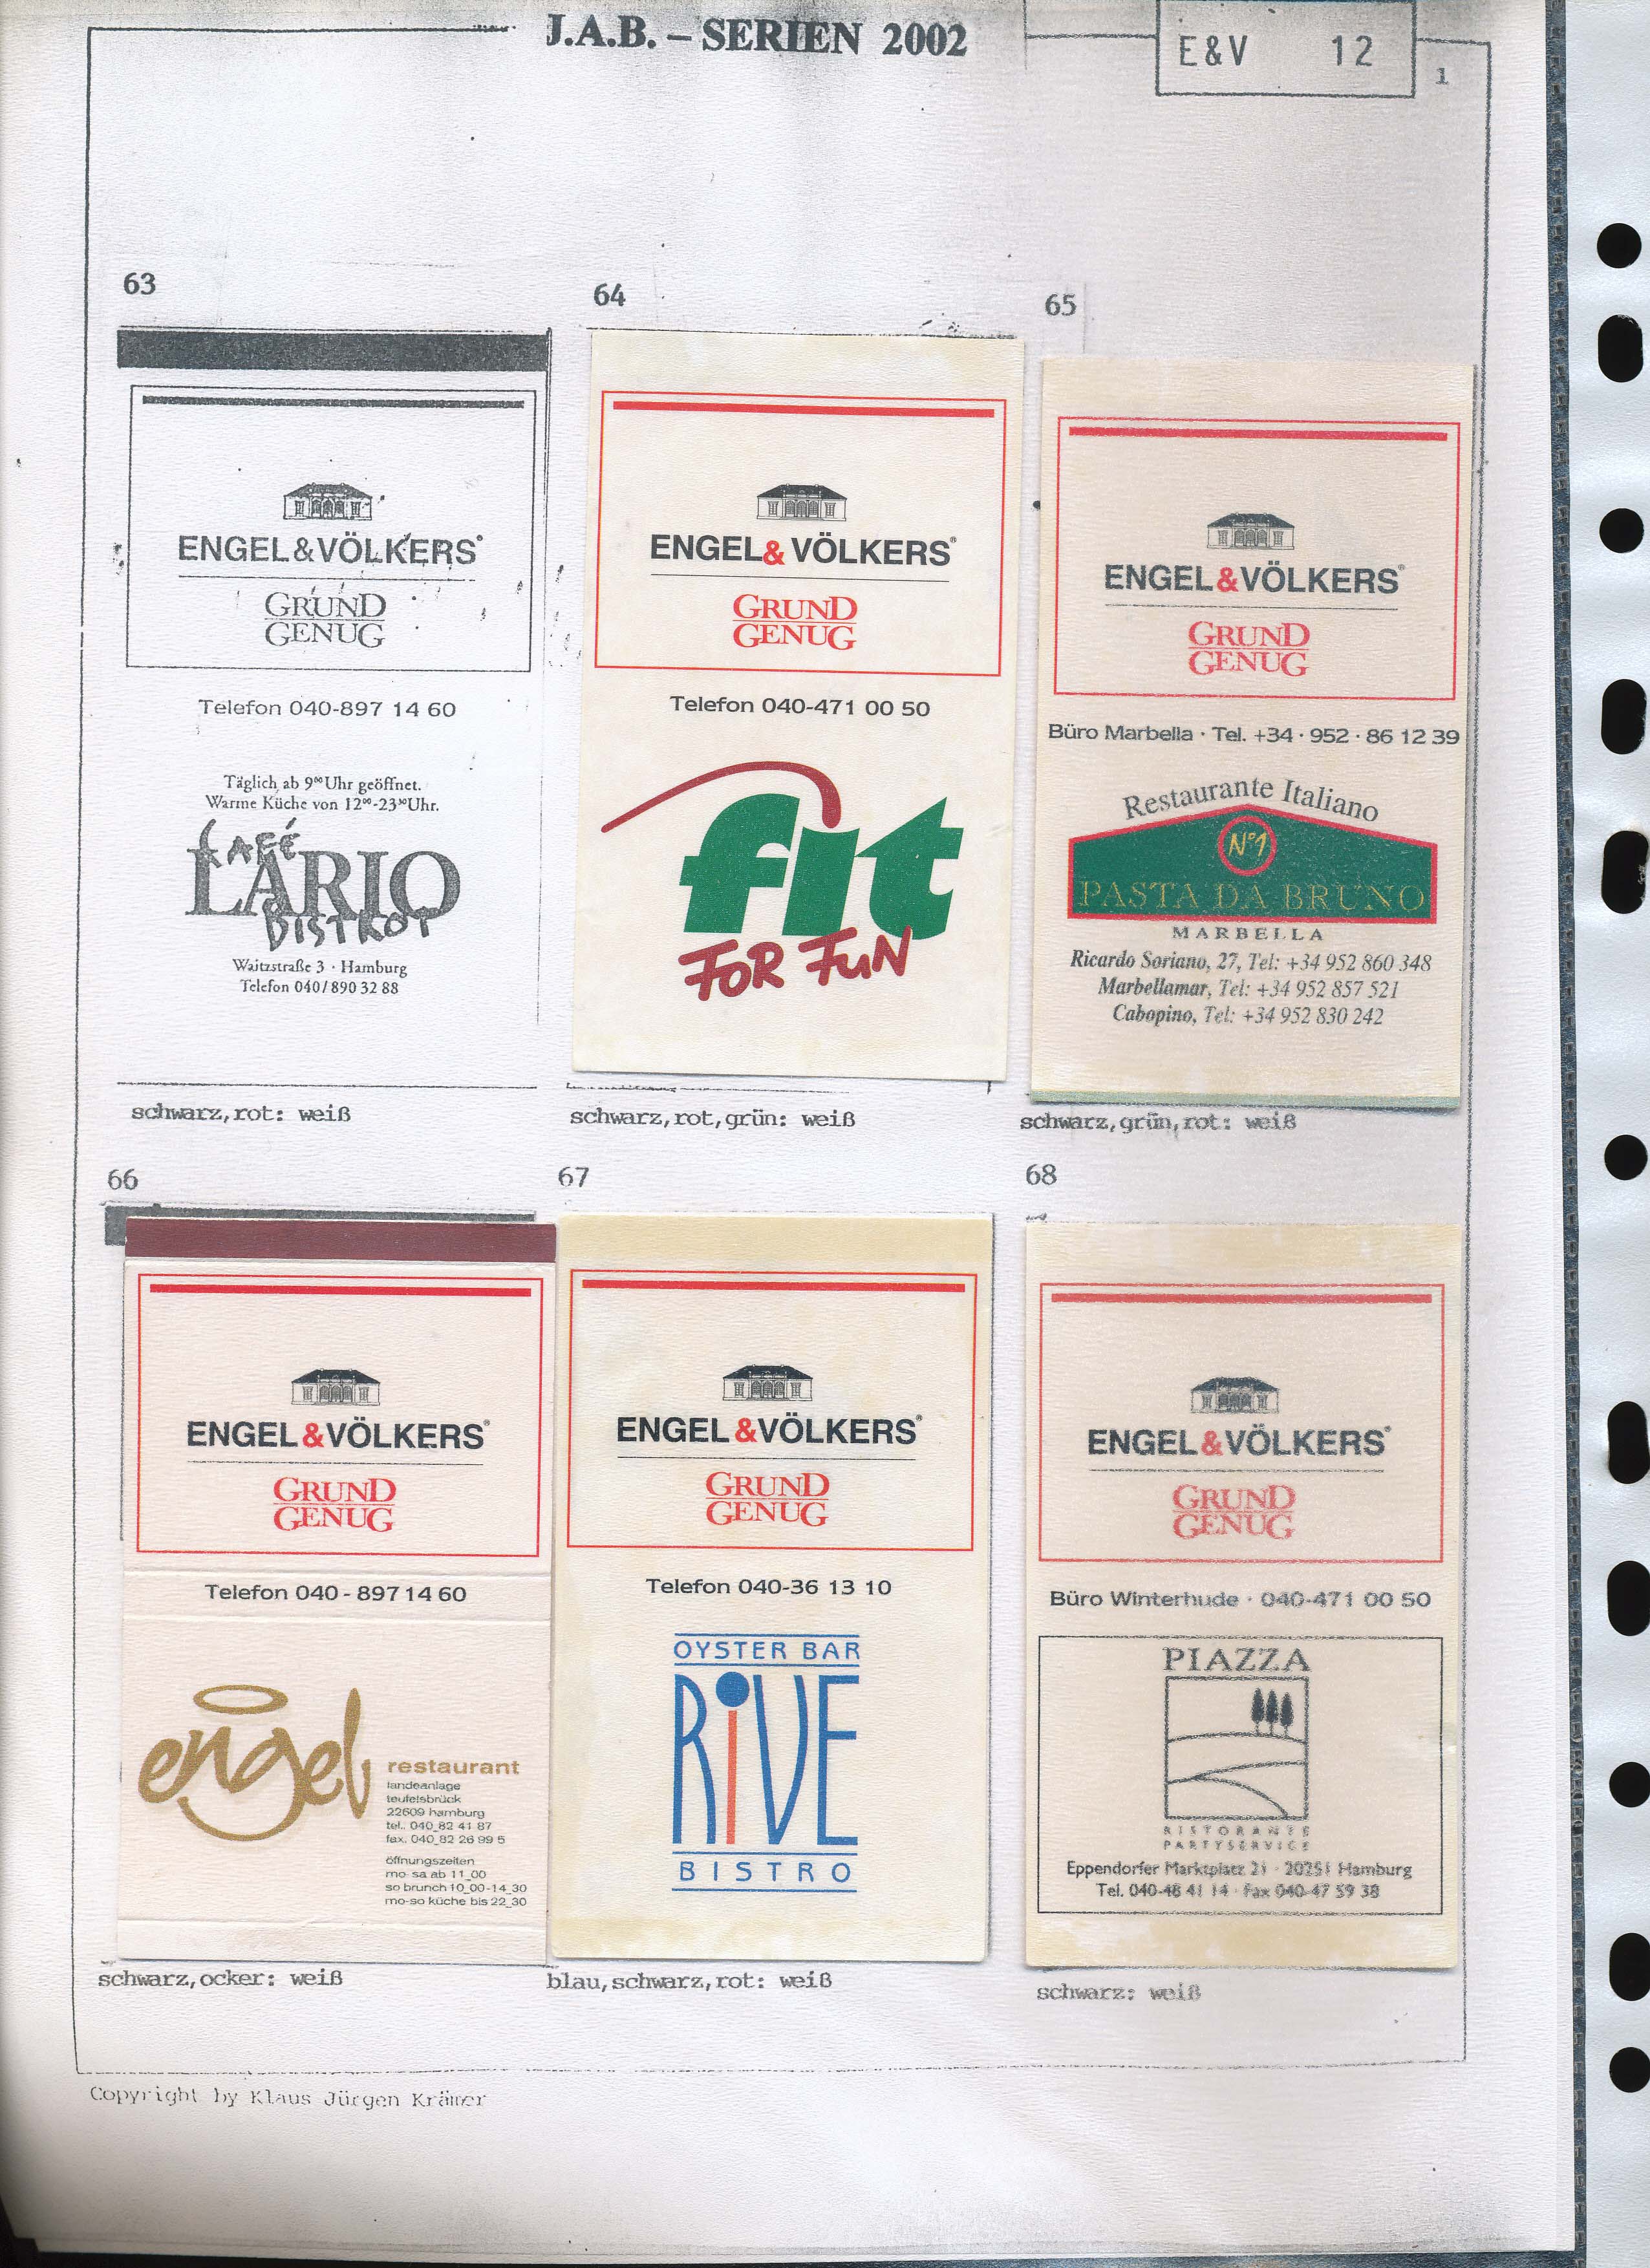 J.A.B. – SERIEN 2002
E&V 12
1
63
ENGEL&VÖLKERS®
GRUND
GENUG
Telefon 040-897 14 60
Täglich ab 9⁰⁰Uhr geöffnet.
Warme Küche von 12⁰⁰-23³⁰Uhr.
CAFÉ
LARIO
BISTROT
Waitzstraße 3 · Hamburg
Telefon 040/890 32 88
schwarz,rot: weiß
64
ENGEL&VÖLKERS®
GRUND
GENUG
Telefon 040-471 00 50
fit
FOR FUN
schwarz,rot,grün: weiß
65
ENGEL&VÖLKERS®
GRUND
GENUG
Büro Marbella · Tel. +34 · 952 · 86 12 39
Restaurante Italiano
Nº1
PASTA DA BRUNO
MARBELLA
Ricardo Soriano, 27, Tel: +34 952 860 348
Marbellamar, Tel: +34 952 857 521
Cabopino, Tel: +34 952 830 242
schwarz,grün,rot: weiß
66
ENGEL&VÖLKERS®
GRUND
GENUG
Telefon 040 - 897 14 60
engel
restaurant
landeanlage
teufelsbrück
22609 hamburg
tel. 040_82 41 87
fax. 040_82 26 99 5
öffnungszeiten
mo-sa ab 11_00
so brunch 10_00-14_30
mo-so küche bis 22_30
schwarz,ocker: weiß
67
ENGEL&VÖLKERS®
GRUND
GENUG
Telefon 040-36 13 10
OYSTER BAR
RiVE
BISTRO
blau,schwarz,rot: weiß
68
ENGEL&VÖLKERS®
GRUND
GENUG
Büro Winterhude · 040-471 00 50
PIAZZA
RISTORANTE
PARTYSERVICE
Eppendorfer Marktplatz 21 · 20251 Hamburg
Tel. 040-48 41 14 · Fax 040-47 59 38
schwarz: weiß
Copyright by Klaus Jürgen Krämer